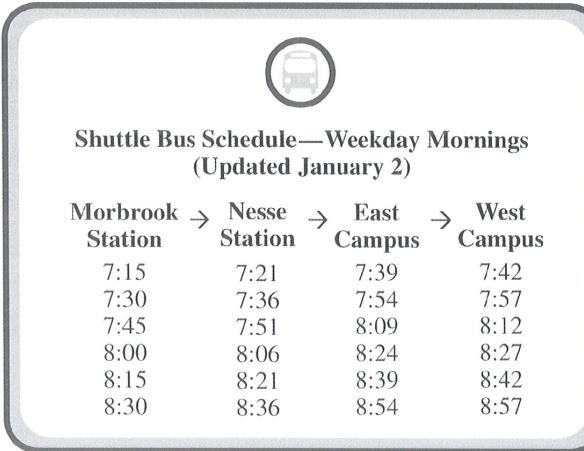 Shuttle Bus Schedule—Weekday Mornings
(Updated January 2)
Morbrook → Nesse → East → West
Station Station Campus Campus
7:15 7:21 7:39 7:42
7:30 7:36 7:54 7:57
7:45 7:51 8:09 8:12
8:00 8:06 8:24 8:27
8:15 8:21 8:39 8:42
8:30 8:36 8:54 8:57